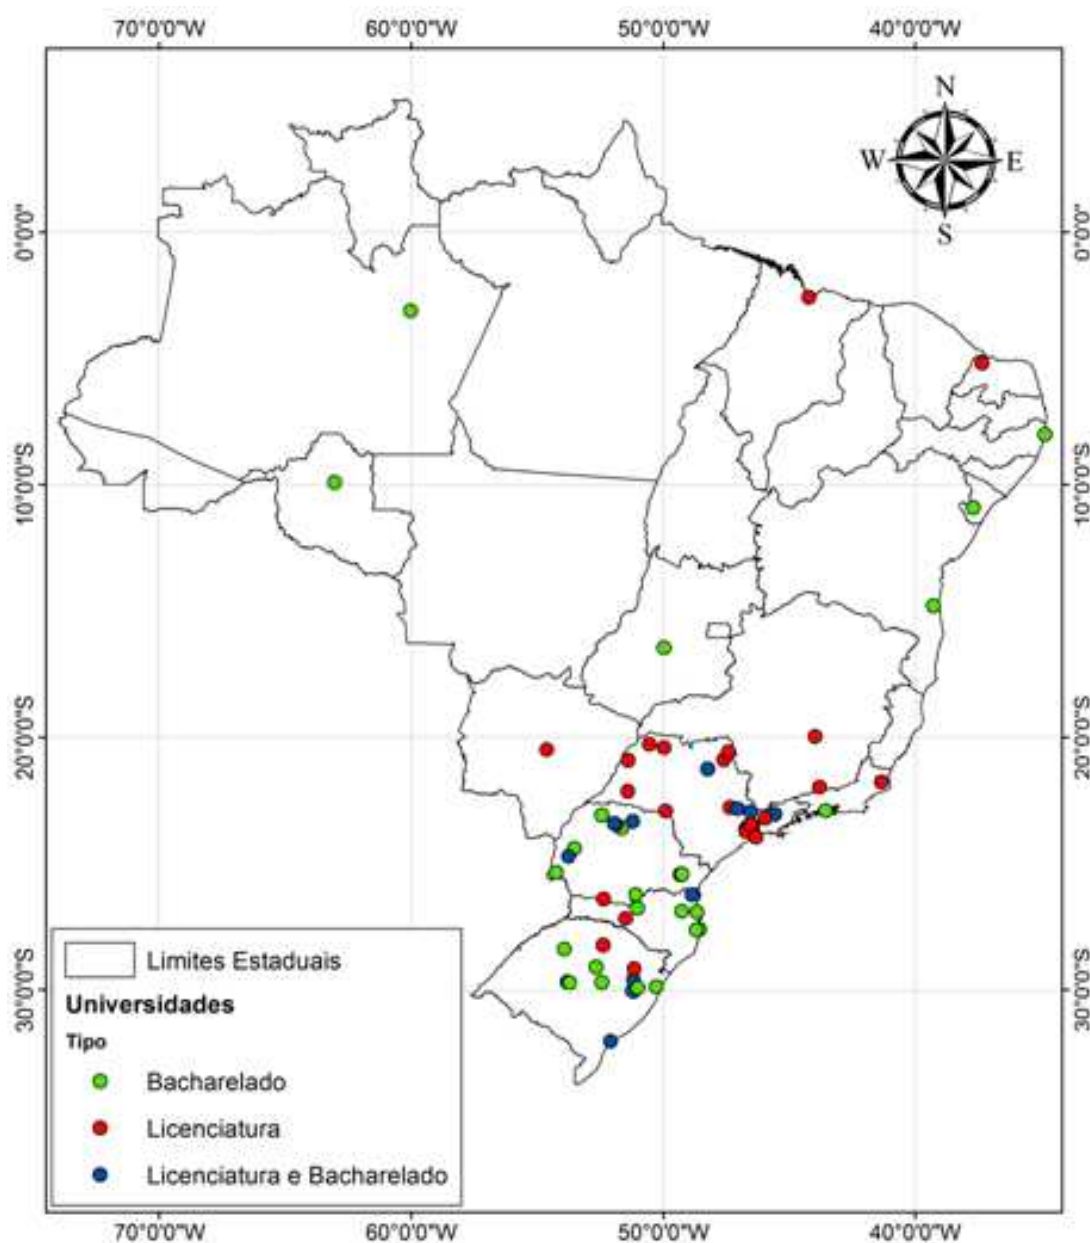 70°0'0"W 60°0'0"W 50°0'0"W 40°0'0"W
N
W E
S
0°0'0" 0°0'0"
10°0'0"S 10°0'0"S
20°0'0"S 20°0'0"S
30°0'0"S 30°0'0"S
Limites Estaduais
Universidades
Tipo
Bacharelado
Licenciatura
Licenciatura e Bacharelado
70°0'0"W 60°0'0"W 50°0'0"W 40°0'0"W